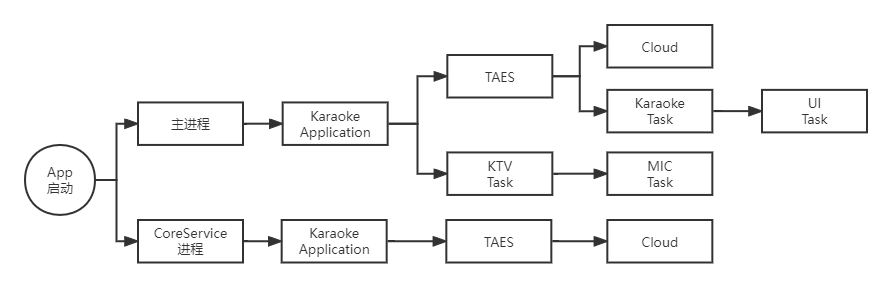 App
启动
主进程
Karaoke
Application
TAES
Cloud
Karaoke
Task
UI
Task
KTV
Task
MIC
Task
CoreService
进程
Karaoke
Application
TAES
Cloud